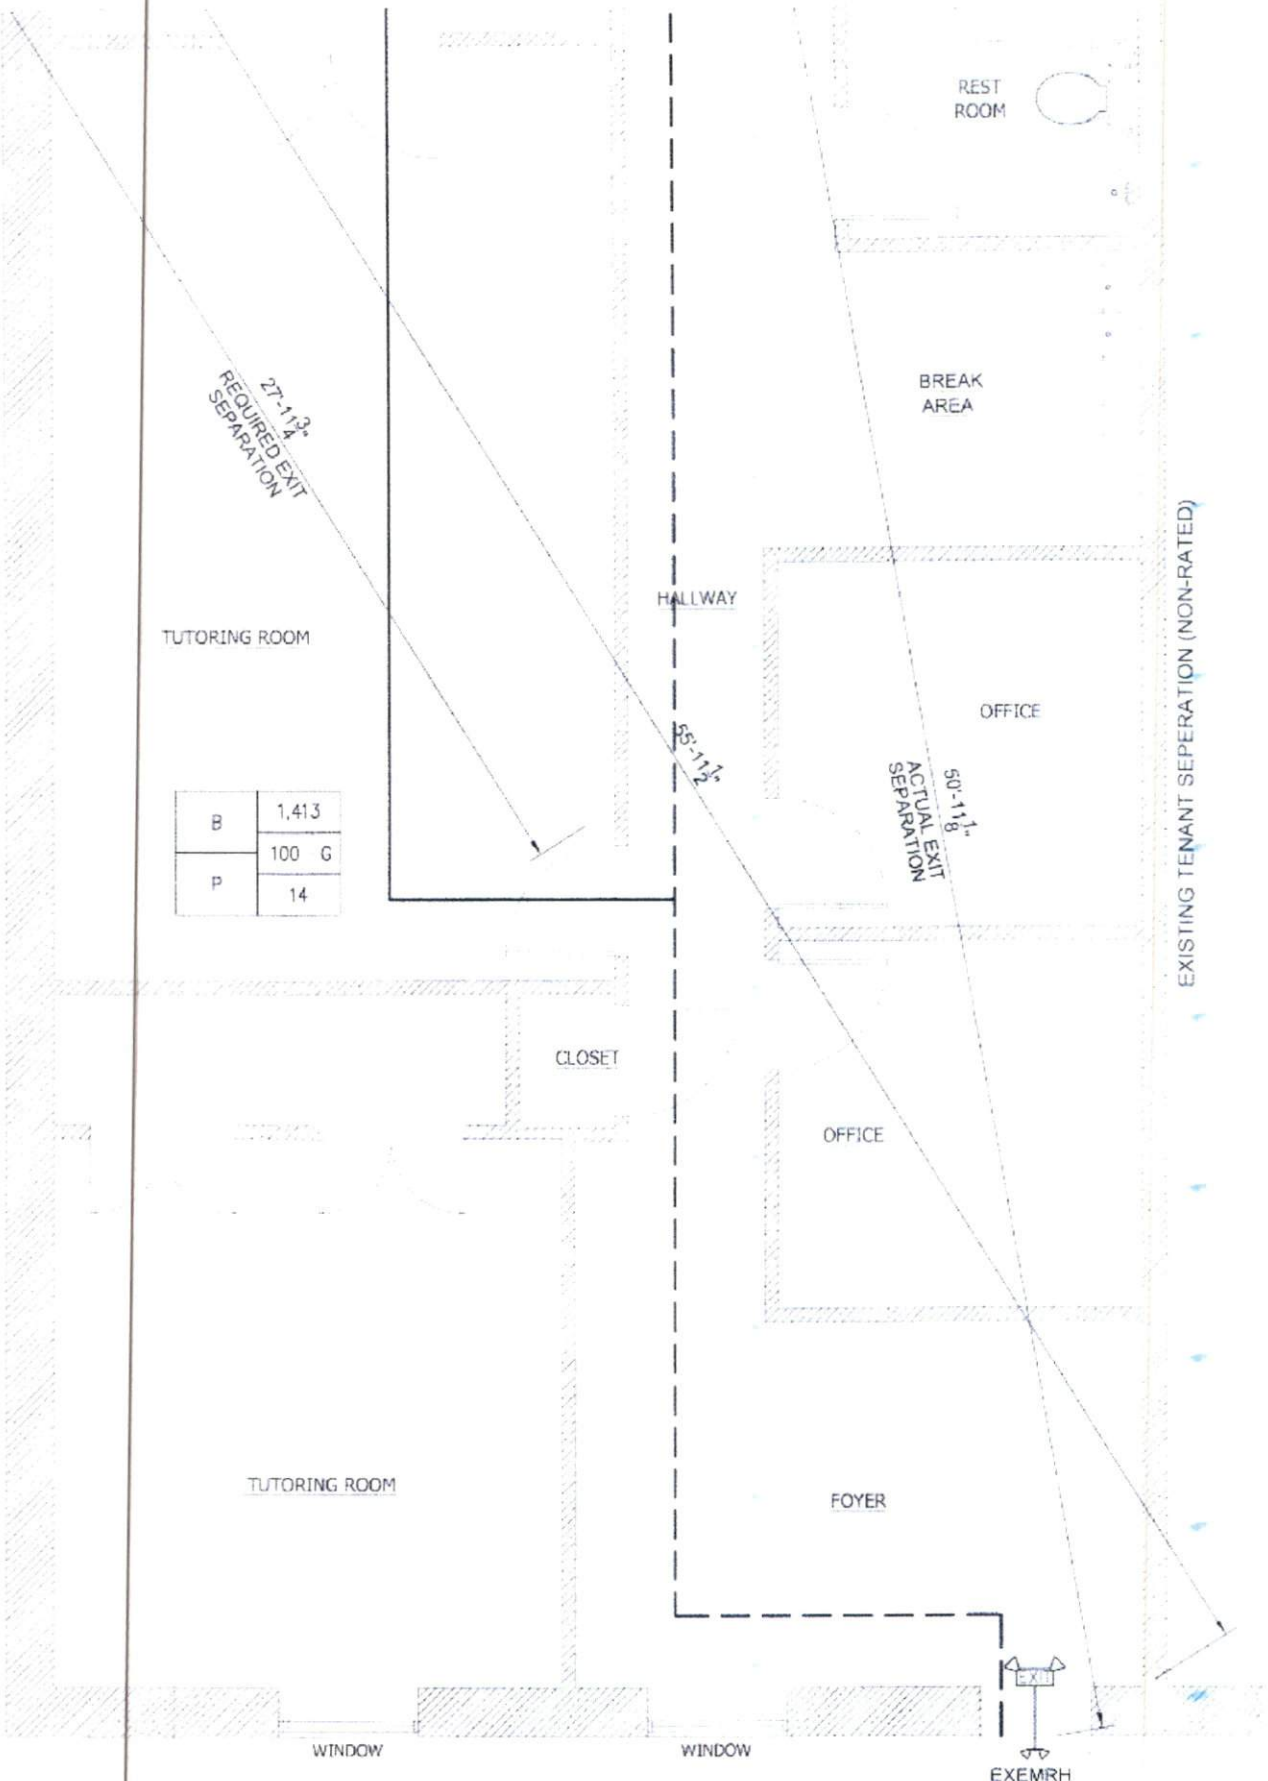 REST
ROOM
BREAK
AREA
27'-11 3/4"
REQUIRED EXIT
SEPARATION
EXISTING TENANT SEPERATION (NON-RATED)
HALLWAY
TUTORING ROOM
OFFICE
55'-11 1/2"
50'-11 1/8"
ACTUAL EXIT
SEPARATION
B 1,413
100 G
P 14
CLOSET
OFFICE
TUTORING ROOM
FOYER
EXIT
WINDOW WINDOW
EXEMRH